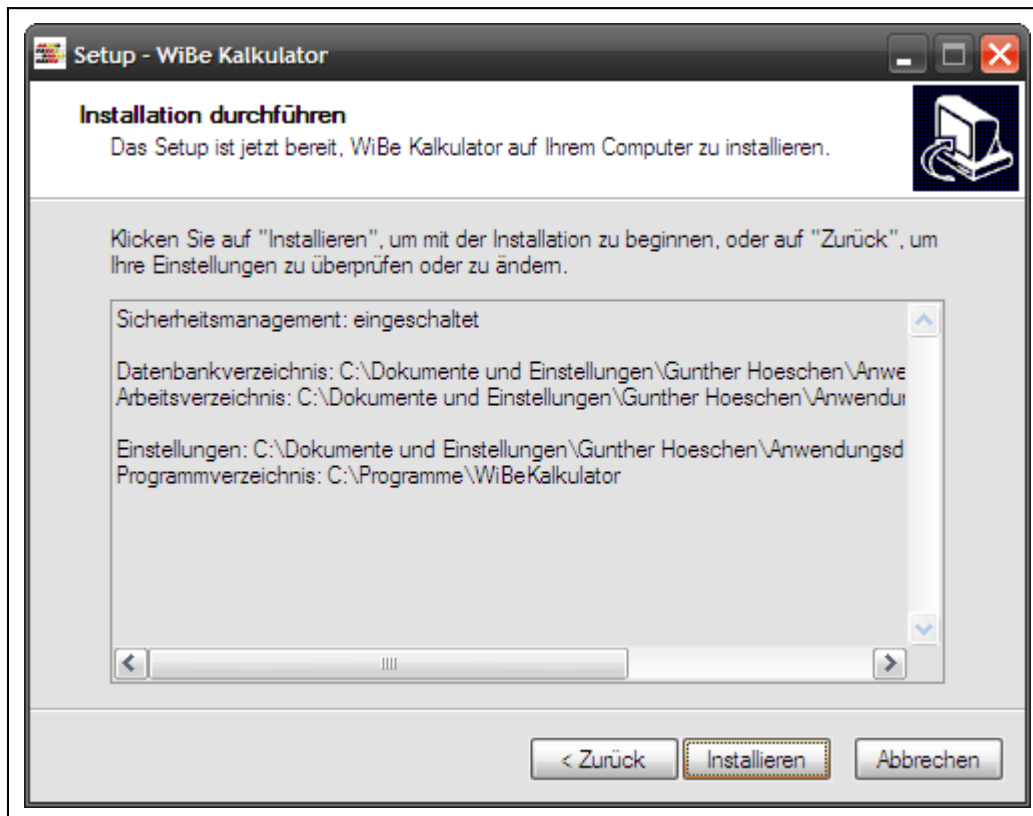 Setup - WiBe Kalkulator
Installation durchführen
Das Setup ist jetzt bereit, WiBe Kalkulator auf Ihrem Computer zu installieren.
Klicken Sie auf "Installieren", um mit der Installation zu beginnen, oder auf "Zurück", um
Ihre Einstellungen zu überprüfen oder zu ändern.
Sicherheitsmanagement: eingeschaltet
Datenbankverzeichnis: C:\Dokumente und Einstellungen\Gunther Hoeschen\Anwe
Arbeitsverzeichnis: C:\Dokumente und Einstellungen\Gunther Hoeschen\Anwendun
Einstellungen: C:\Dokumente und Einstellungen\Gunther Hoeschen\Anwendungsd
Programmverzeichnis: C:\Programme\WiBeKalkulator
< Zurück
Installieren
Abbrechen